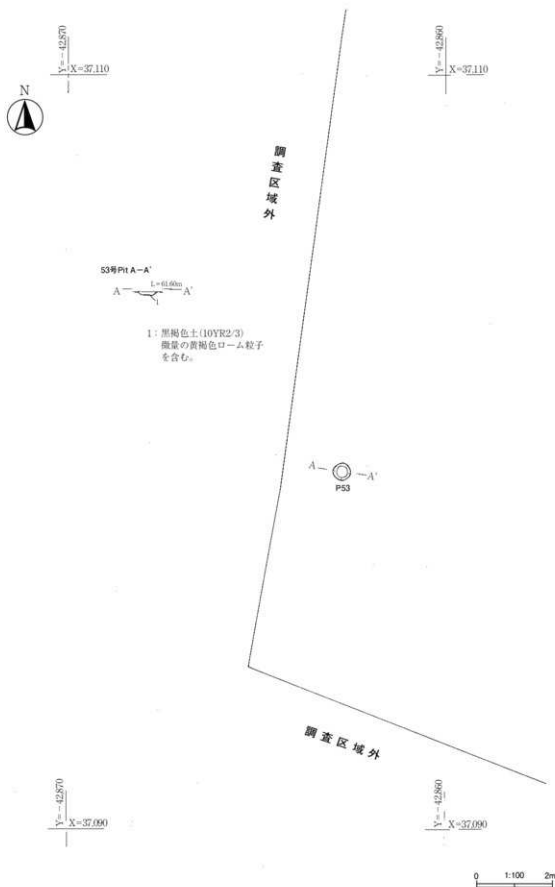 Y=-42,870
X=37,110
Y=-42,860
X=37,110
N
調査区域外
53号Pit A-A'
L=61.60m
A
A'
1
1：黒褐色土(10YR2/3)
微量の黄褐色ローム粒子
を含む。
A
A'
P53
調査区域外
Y=-42,870
X=37,090
Y=-42,860
X=37,090
0
1:100
2m